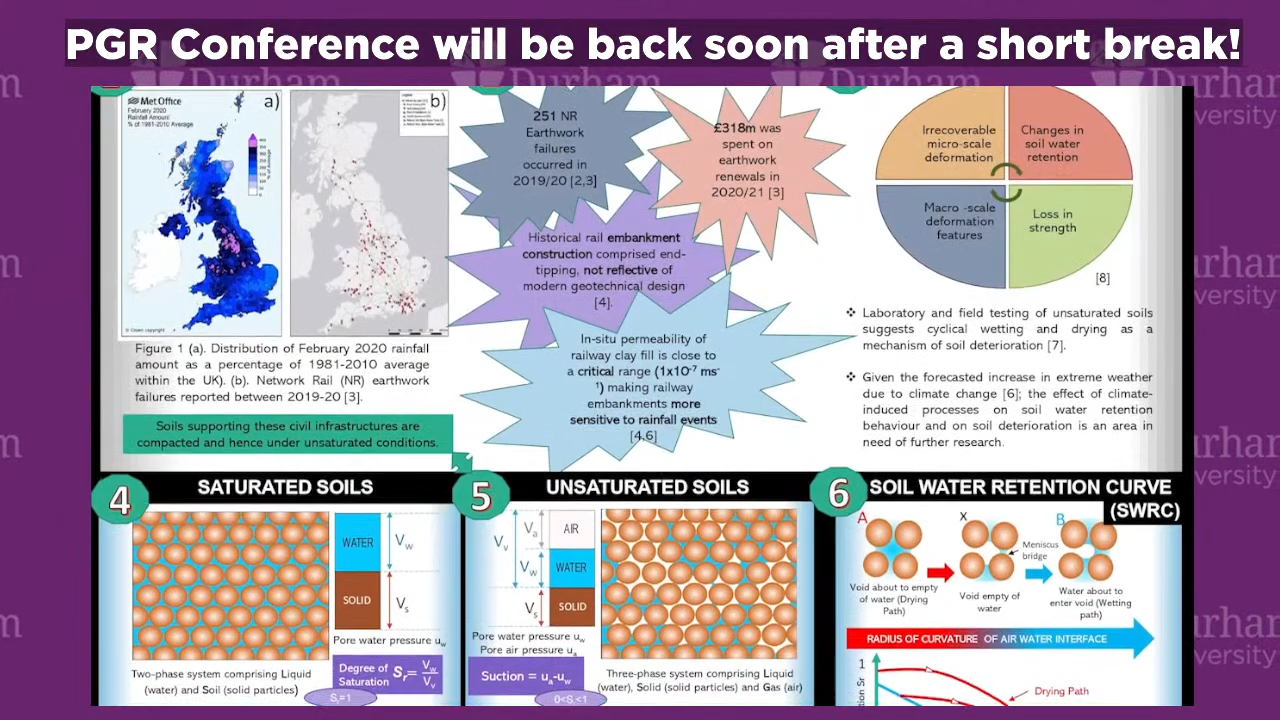 PGR Conference will be back soon after a short break!
Durham
University
Met Office
February 2020
Rainfall Amount
% of 1981-2010 Average
a)
b)
© Crown copyright
Figure 1 (a). Distribution of February 2020 rainfall
amount as a percentage of 1981-2010 average
within the UK). (b). Network Rail (NR) earthwork
failures reported between 2019-20 [3].
Soils supporting these civil infrastructures are
compacted and hence under unsaturated conditions.
251 NR
Earthwork
failures
occurred in
2019/20 [2,3]
£318m was
spent on
earthwork
renewals in
2020/21 [3]
Historical rail embankment
construction comprised end-
tipping, not reflective of
modern geotechnical design
[4].
In-situ permeability of
railway clay fill is close to
a critical range (1x10⁻⁷ ms⁻
¹) making railway
embankments more
sensitive to rainfall events
[4,6]
Irrecoverable
micro-scale
deformation
Changes in
soil water
retention
Macro -scale
deformation
features
Loss in
strength
[8]
❖ Laboratory and field testing of unsaturated soils
suggests cyclical wetting and drying as a
mechanism of soil deterioration [7].
❖ Given the forecasted increase in extreme weather
due to climate change [6]; the effect of climate-
induced processes on soil water retention
behaviour and on soil deterioration is an area in
need of further research.
4
SATURATED SOILS
WATER
SOLID
Vw
Vs
Pore water pressure uw
Two-phase system comprising Liquid
(water) and Soil (solid particles)
Degree of
Saturation
Sr= Vw
Vv
Sr=1
5
UNSATURATED SOILS
Vv
Va
Vw
Vs
AIR
WATER
SOLID
Pore water pressure uw
Pore air pressure ua
Suction = ua-uw
Three-phase system comprising Liquid
(water), Solid (solid particles) and Gas (air)
0<Sr<1
6
SOIL WATER RETENTION CURVE
(SWRC)
A
X
B
Meniscus
bridge
Void about to empty
of water (Drying
Path)
Void empty of
water
Water about to
enter void (Wetting
path)
RADIUS OF CURVATURE OF AIR WATER INTERFACE
1
Drying Path